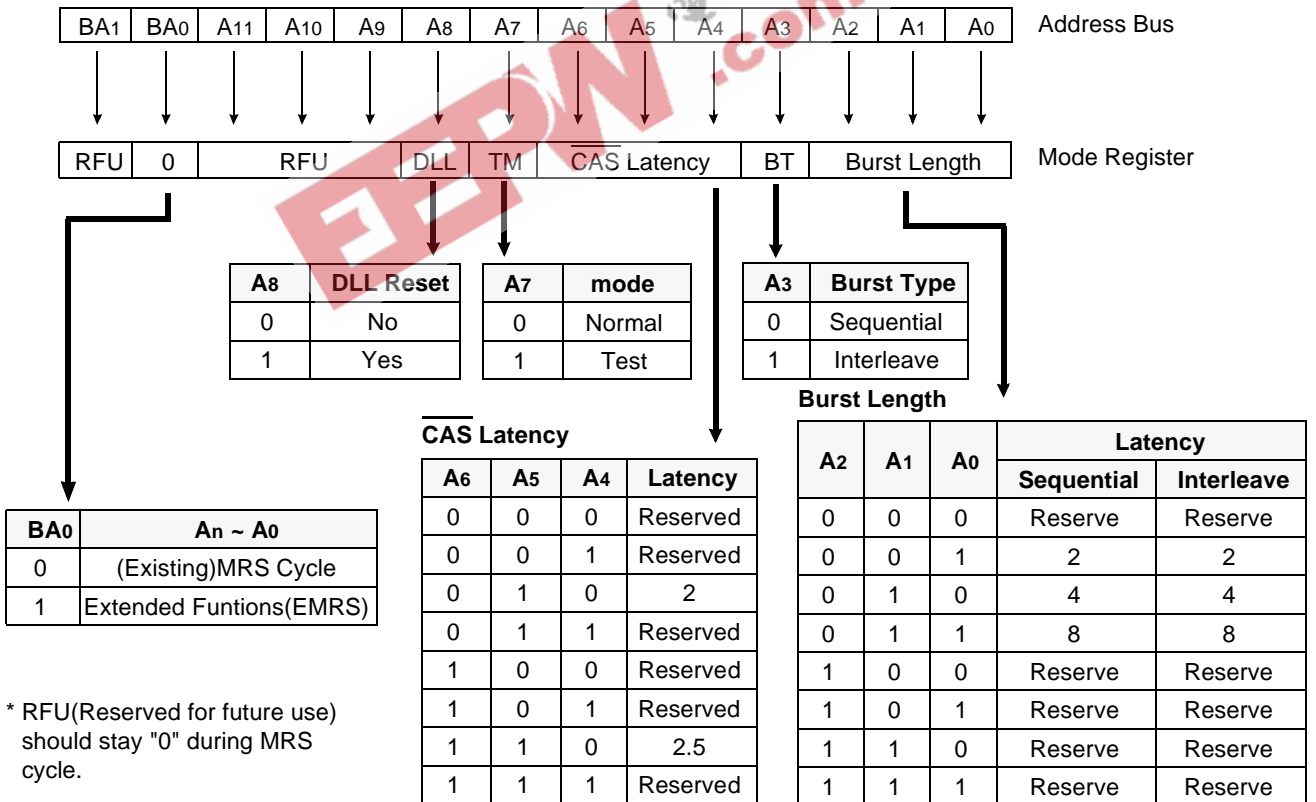 BA1 BA0 A11 A10 A9 A8 A7 A6 A5 A4 A3 A2 A1 A0 Address Bus
RFU 0 RFU DLL TM CAS Latency BT Burst Length Mode Register
A8 DLL Reset
0 No
1 Yes
A7 mode
0 Normal
1 Test
A3 Burst Type
0 Sequential
1 Interleave
BA0 An ~ A0
0 (Existing)MRS Cycle
1 Extended Funtions(EMRS)
* RFU(Reserved for future use)
should stay "0" during MRS
cycle.
CAS Latency
A6 A5 A4 Latency
0 0 0 Reserved
0 0 1 Reserved
0 1 0 2
0 1 1 Reserved
1 0 0 Reserved
1 0 1 Reserved
1 1 0 2.5
1 1 1 Reserved
Burst Length
A2 A1 A0 Latency
Sequential Interleave
0 0 0 Reserve Reserve
0 0 1 2 2
0 1 0 4 4
0 1 1 8 8
1 0 0 Reserve Reserve
1 0 1 Reserve Reserve
1 1 0 Reserve Reserve
1 1 1 Reserve Reserve
EEPW .com